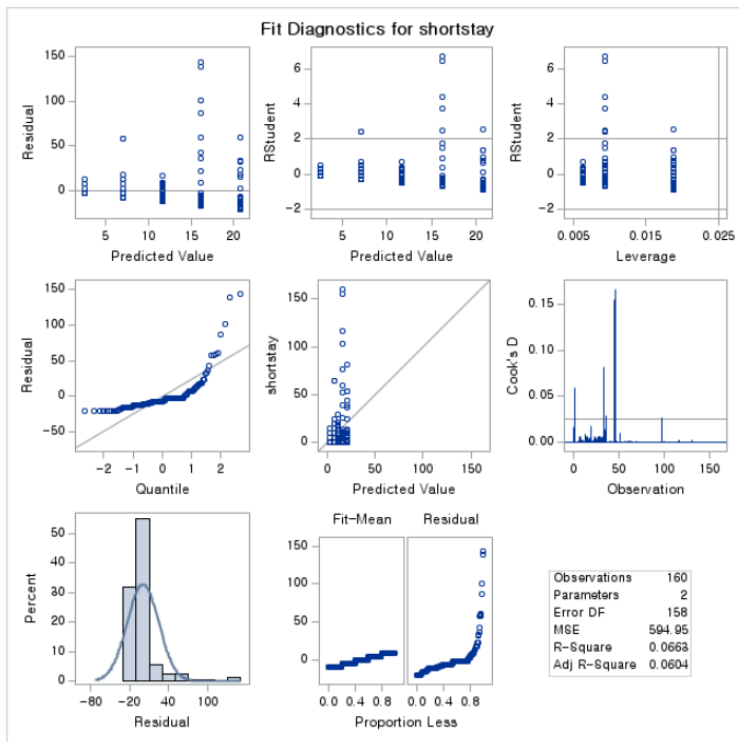 Fit Diagnostics for shortstay
Residual
150
100
50
0
5 10 15 20
Predicted Value
RStudent
6
4
2
0
-2
5 10 15 20
Predicted Value
RStudent
6
4
2
0
-2
0.005 0.015 0.025
Leverage
Residual
150
100
50
0
-50
-2 -1 0 1 2
Quantile
shortstay
150
100
50
0
0 50 100 150
Predicted Value
Cook's D
0.15
0.10
0.05
0.00
0 50 100 150
Observation
Percent
50
40
30
20
10
0
-80 -20 40 100
Residual
Fit–Mean Residual
150
100
50
0
0.0 0.4 0.8 0.0 0.4 0.8
Proportion Less
Observations 160
Parameters 2
Error DF 158
MSE 594.95
R-Square 0.0663
Adj R-Square 0.0604